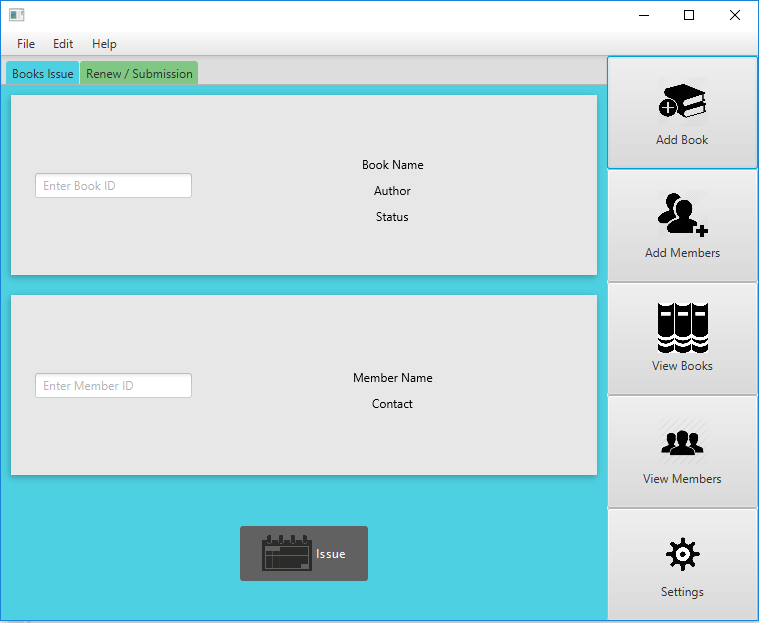 File Edit Help
Books Issue Renew / Submission
Enter Book ID
Book Name
Author
Status
Enter Member ID
Member Name
Contact
Issue
Add Book
Add Members
View Books
View Members
Settings